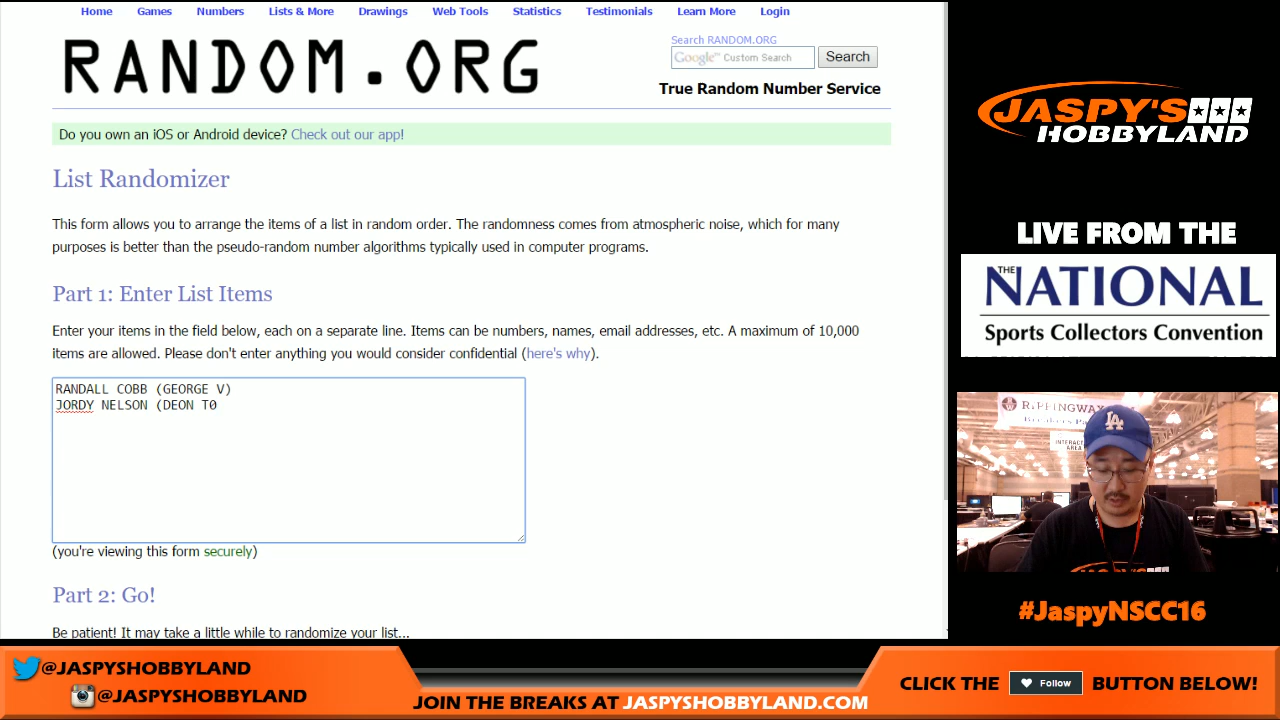 Home Games Numbers Lists & More Drawings Web Tools Statistics Testimonials Learn More Login
RANDOM.ORG
Search RANDOM.ORG
Google™ Custom Search Search
True Random Number Service
Do you own an iOS or Android device? Check out our app!
List Randomizer
This form allows you to arrange the items of a list in random order. The randomness comes from atmospheric noise, which for many
purposes is better than the pseudo-random number algorithms typically used in computer programs.
Part 1: Enter List Items
Enter your items in the field below, each on a separate line. Items can be numbers, names, email addresses, etc. A maximum of 10,000
items are allowed. Please don't enter anything you would consider confidential (here's why).
RANDALL COBB (GEORGE V)
JORDY NELSON (DEON T0
(you're viewing this form securely)
Part 2: Go!
Be patient! It may take a little while to randomize your list...
JASPY'S
HOBBYLAND
LIVE FROM THE
THE NATIONAL
Sports Collectors Convention
LA
JASPY'S
#JaspyNSCC16
@JASPYSHOBBYLAND
@JASPYSHOBBYLAND
JOIN THE BREAKS AT JASPYSHOBBYLAND.COM
CLICK THE Follow BUTTON BELOW!